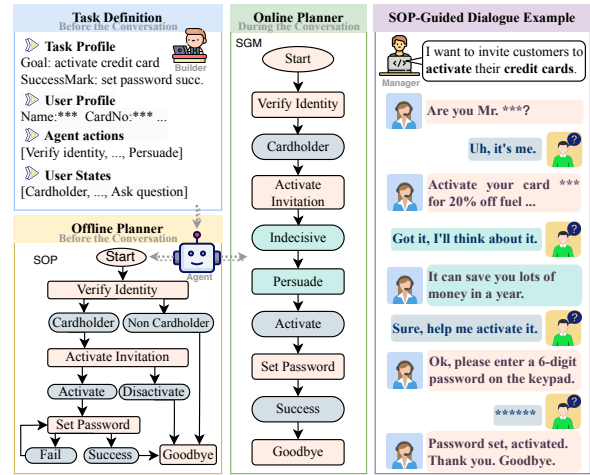 Task Definition
Before the Conversation
Task Profile
Goal: activate credit card
SuccessMark: set password succ.
Builder
User Profile
Name:*** CardNo:*** ...
Agent actions
[Verify identity, ..., Persuade]
User States
[Cardholder, ..., Ask question]
Offline Planner
Before the Conversation
SOP
Start
Agent
Verify Identity
Cardholder
Non Cardholder
Activate Invitation
Activate
Disactivate
Set Password
Fail
Success
Goodbye
Online Planner
During the Conversation
SGM
Start
Verify Identity
Cardholder
Activate
Invitation
Indecisive
Persuade
Activate
Set Password
Success
Goodbye
SOP-Guided Dialogue Example
Manager
I want to invite customers to
activate their credit cards.
Are you Mr. ***?
Uh, it's me.
Activate your card ***
for 20% off fuel ...
Got it, I'll think about it.
It can save you lots of
money in a year.
Sure, help me activate it.
Ok, please enter a 6-digit
password on the keypad.
******
Password set, activated.
Thank you. Goodbye.